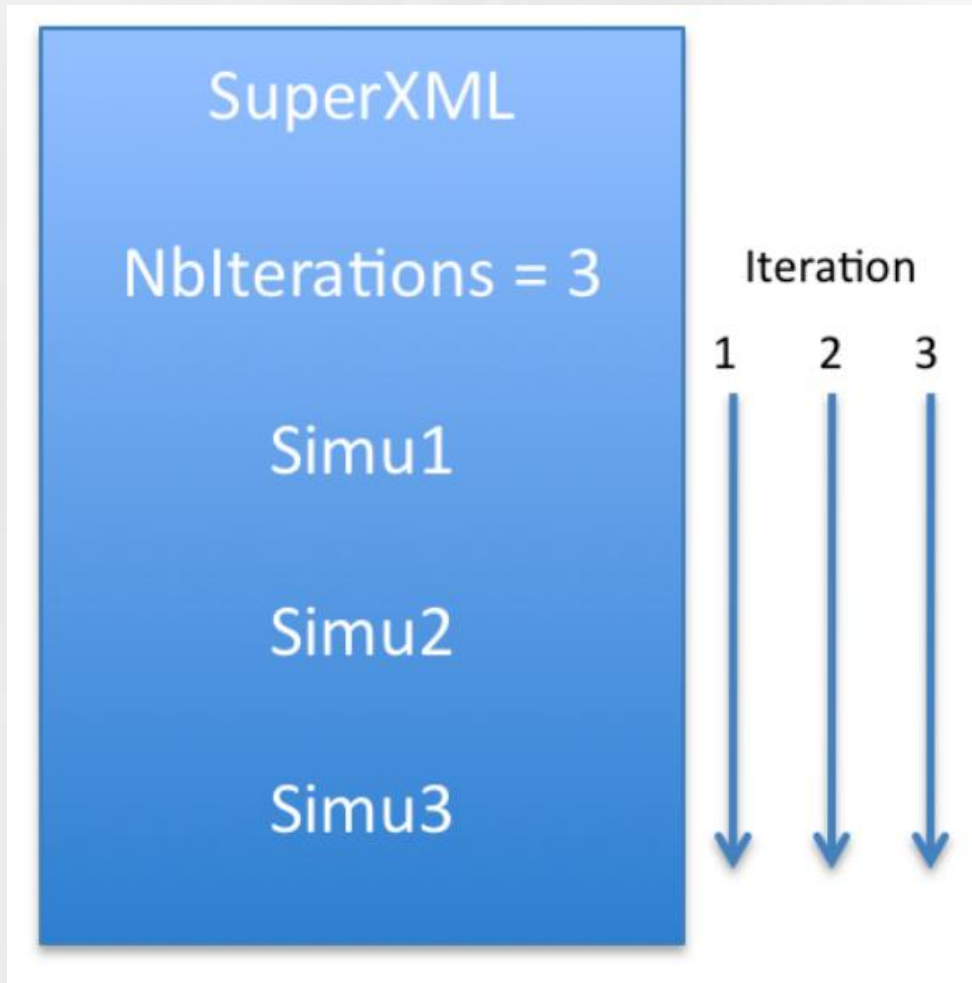 SuperXML
NbIterations = 3
Iteration
1 2 3
Simu1
Simu2
Simu3